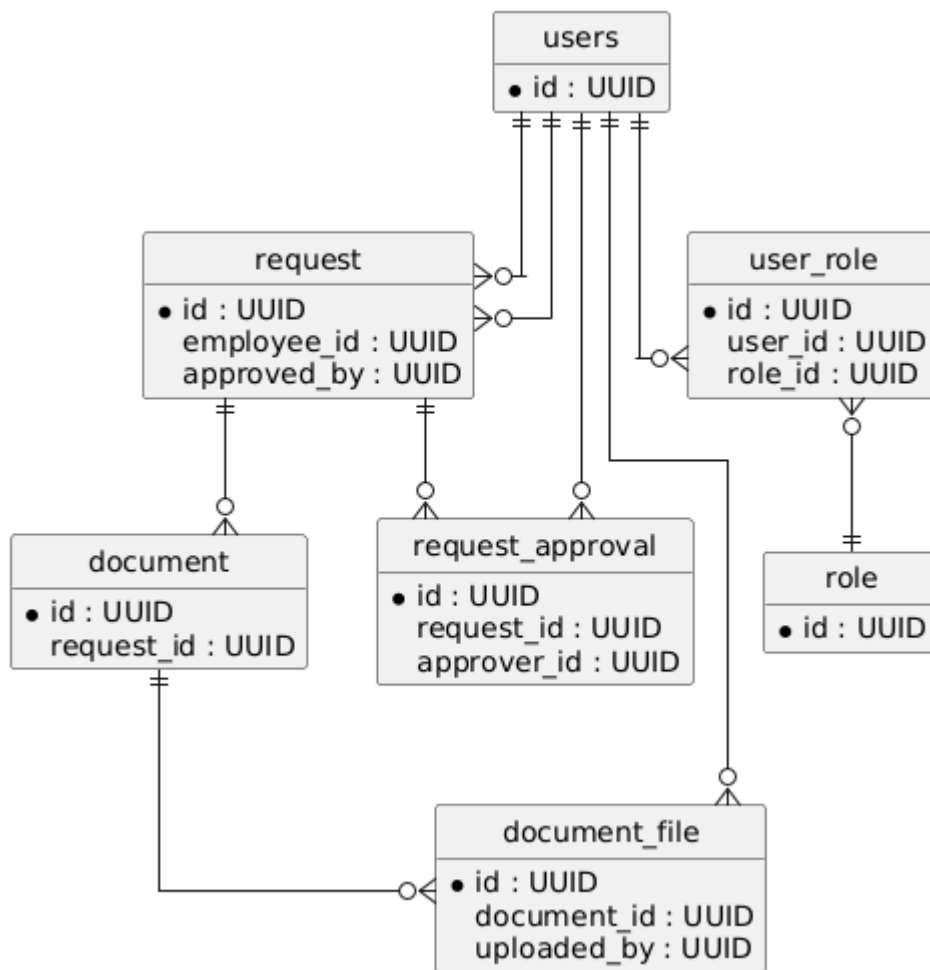 users
id : UUID
request
id : UUID
employee_id : UUID
approved_by : UUID
user_role
id : UUID
user_id : UUID
role_id : UUID
document
id : UUID
request_id : UUID
request_approval
id : UUID
request_id : UUID
approver_id : UUID
role
id : UUID
document_file
id : UUID
document_id : UUID
uploaded_by : UUID